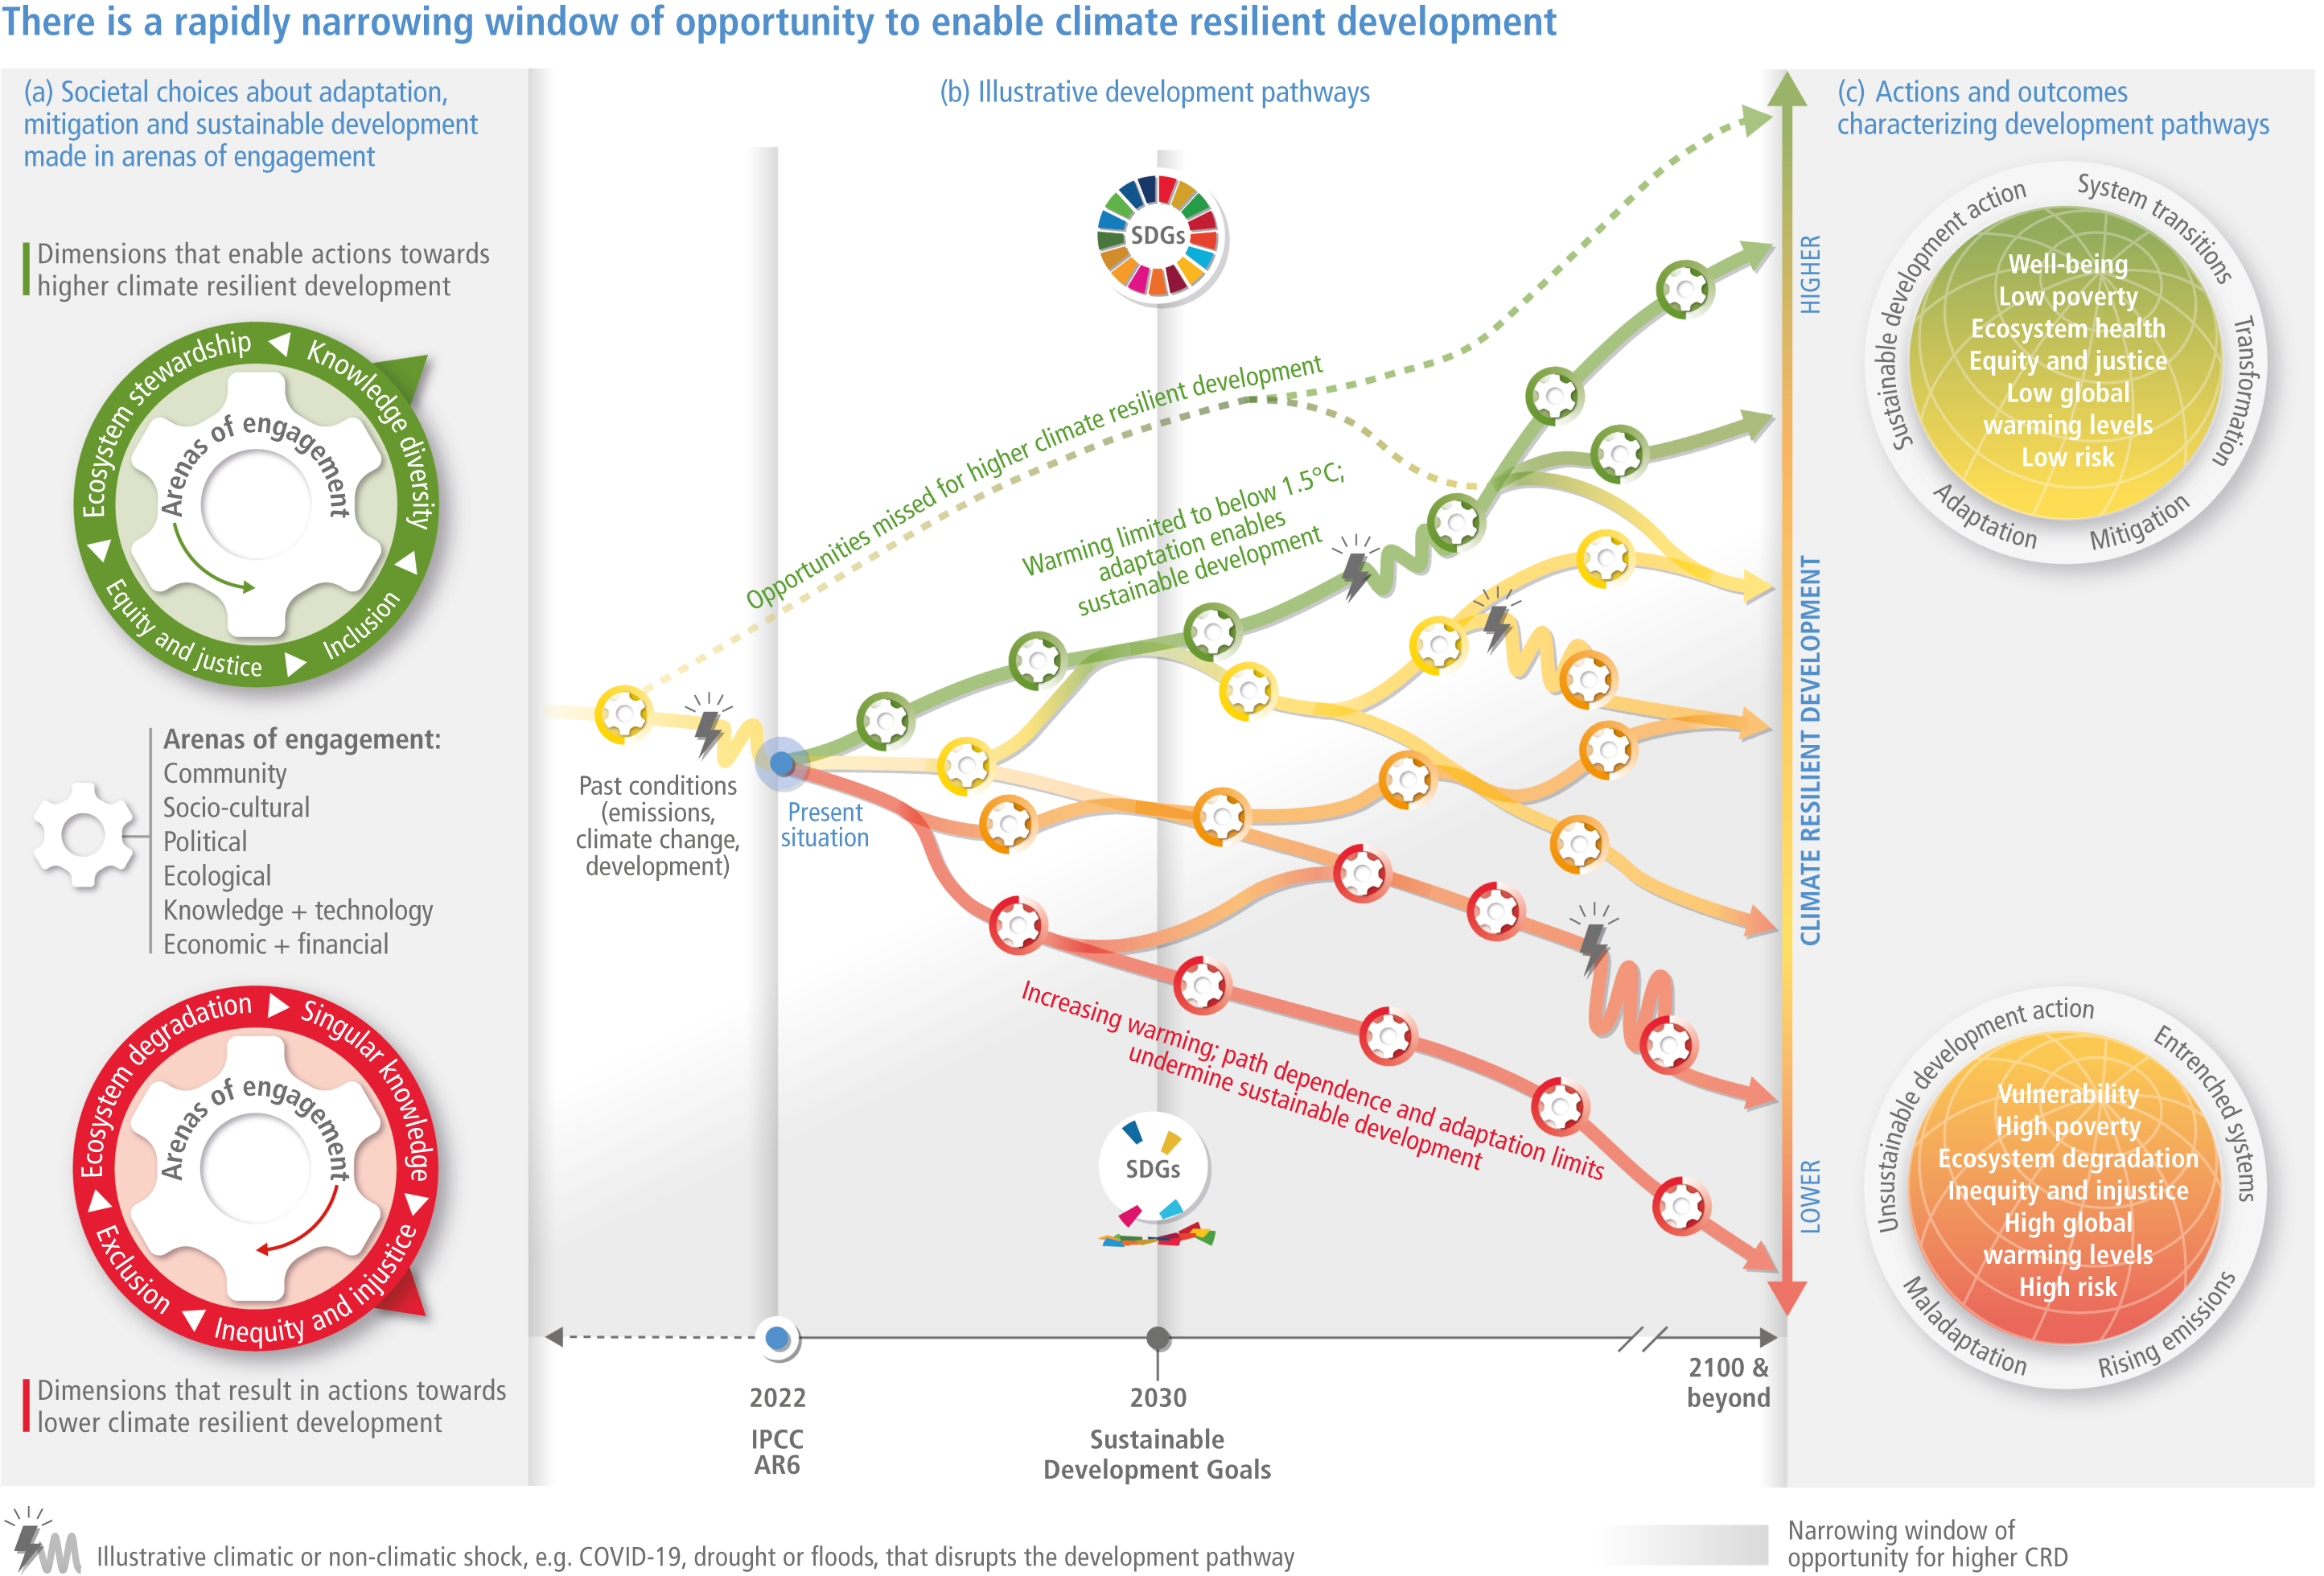 There is a rapidly narrowing window of opportunity to enable climate resilient development
(a) Societal choices about adaptation,
mitigation and sustainable development
made in arenas of engagement
Dimensions that enable actions towards
higher climate resilient development
Ecosystem stewardship
Knowledge diversity
Inclusion
Equity and justice
Arenas of engagement
Arenas of engagement:
Community
Socio-cultural
Political
Ecological
Knowledge + technology
Economic + financial
Ecosystem degradation
Singular knowledge
Inequity and injustice
Exclusion
Arenas of engagement
Dimensions that result in actions towards
lower climate resilient development
(b) Illustrative development pathways
SDGs
Opportunities missed for higher climate resilient development
Warming limited to below 1.5°C;
adaptation enables
sustainable development
Past conditions
(emissions,
climate change,
development)
Present
situation
Increasing warming; path dependence and adaptation limits
undermine sustainable development
SDGs
2022
IPCC
AR6
2030
Sustainable
Development Goals
2100 &
beyond
HIGHER
CLIMATE RESILIENT DEVELOPMENT
LOWER
(c) Actions and outcomes
characterizing development pathways
Sustainable development action
System transitions
Transformation
Mitigation
Adaptation
Well-being
Low poverty
Ecosystem health
Equity and justice
Low global
warming levels
Low risk
Unsustainable development action
Entrenched systems
Rising emissions
Maladaptation
Vulnerability
High poverty
Ecosystem degradation
Inequity and injustice
High global
warming levels
High risk
Illustrative climatic or non-climatic shock, e.g. COVID-19, drought or floods, that disrupts the development pathway
Narrowing window of
opportunity for higher CRD